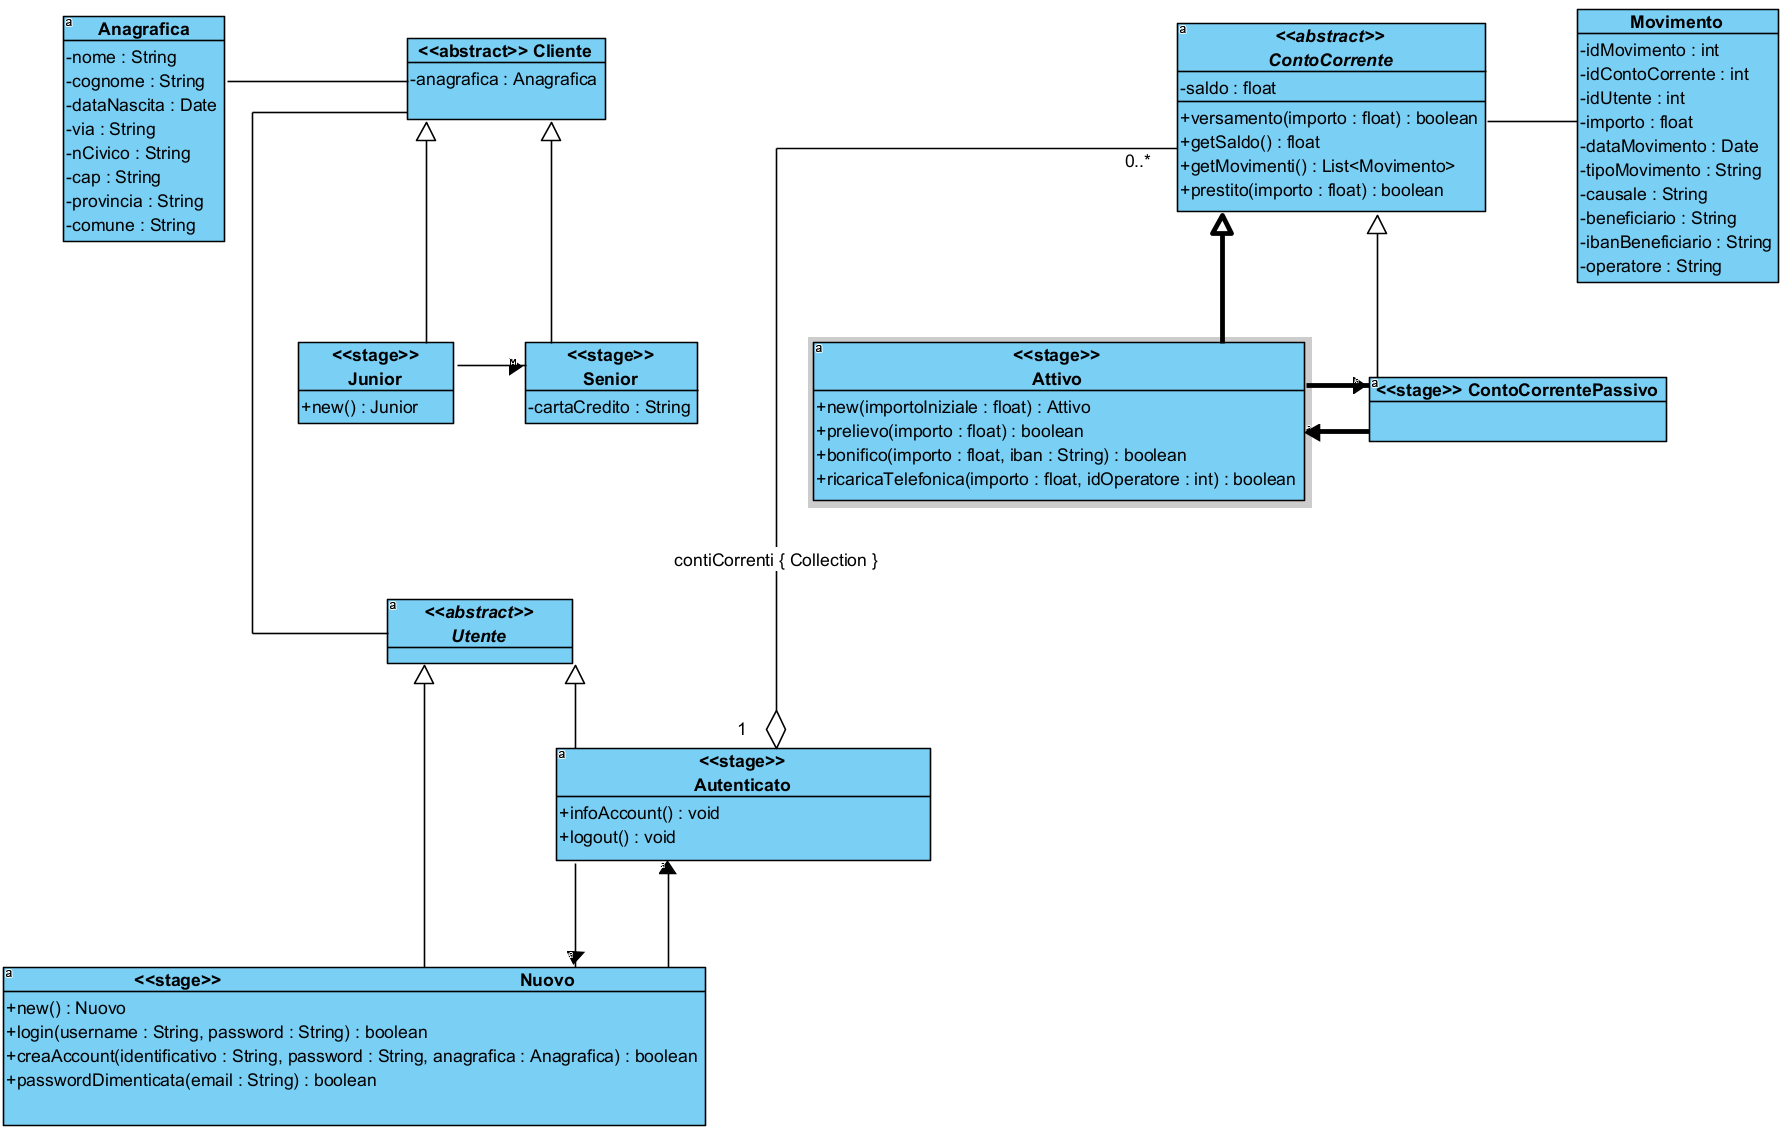 a
Anagrafica
-nome : String
-cognome : String
-dataNascita : Date
-via : String
-nCivico : String
-cap : String
-provincia : String
-comune : String
<<abstract>> Cliente
-anagrafica : Anagrafica
a
<<abstract>>
ContoCorrente
-saldo : float
+versamento(importo : float) : boolean
+getSaldo() : float
+getMovimenti() : List<Movimento>
+prestito(importo : float) : boolean
Movimento
-idMovimento : int
-idContoCorrente : int
-idUtente : int
-importo : float
-dataMovimento : Date
-tipoMovimento : String
-causale : String
-beneficiario : String
-ibanBeneficiario : String
-operatore : String
0..*
<<stage>>
Junior
+new() : Junior
<<stage>>
Senior
-cartaCredito : String
a
<<stage>>
Attivo
+new(importoIniziale : float) : Attivo
+prelievo(importo : float) : boolean
+bonifico(importo : float, iban : String) : boolean
+ricaricaTelefonica(importo : float, idOperatore : int) : boolean
a
<<stage>> ContoCorrentePassivo
contiCorrenti { Collection }
a
<<abstract>>
Utente
1
a
<<stage>>
Autenticato
+infoAccount() : void
+logout() : void
a
<<stage>> Nuovo
+new() : Nuovo
+login(username : String, password : String) : boolean
+creaAccount(identificativo : String, password : String, anagrafica : Anagrafica) : boolean
+passwordDimenticata(email : String) : boolean